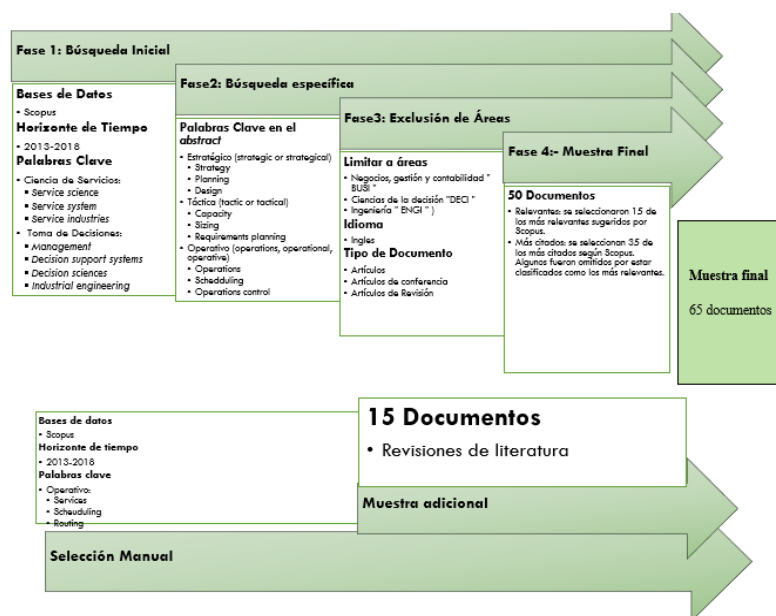 Fase 1: Búsqueda Inicial
Bases de Datos
• Scopus
Horizonte de Tiempo
• 2013-2018
Palabras Clave
• Ciencia de Servicios:
▪ Service science
▪ Service system
▪ Service industries
• Toma de Decisiones:
▪ Management
▪ Decision support systems
▪ Decision sciences
▪ Industrial engineering
Fase2: Búsqueda específica
Palabras Clave en el
abstract
• Estratégico (strategic or strategical)
• Strategy
• Planning
• Design
• Táctica (tactic or tactical)
• Capacity
• Sizing
• Requirements planning
• Operativo (operations, operational,
operative)
• Operations
• Schedduling
• Operations control
Fase3: Exclusión de Áreas
Limitar a áreas
• Negocios, gestión y contabilidad "
BUSI "
• Ciencias de la decisión "DECI "
• Ingeniería " ENGI " )
Idioma
• Ingles
Tipo de Documento
• Artículos
• Artículos de conferencia
• Artículos de Revisión
Fase 4:- Muestra Final
50 Documentos
• Relevantes: se seleccionaron 15 de
los más relevantes sugeridos por
Scopus.
• Más citados: se seleccionan 35 de
los más citados según Scopus.
Algunos fueron omitidos por estar
clasificados como los más relevantes.
Muestra final
65 documentos
Bases de datos
• Scopus
Horizonte de tiempo
• 2013-2018
Palabras clave
• Operativo:
• Services
• Scheuduling
• Routing
15 Documentos
• Revisiones de literatura
Muestra adicional
Selección Manual